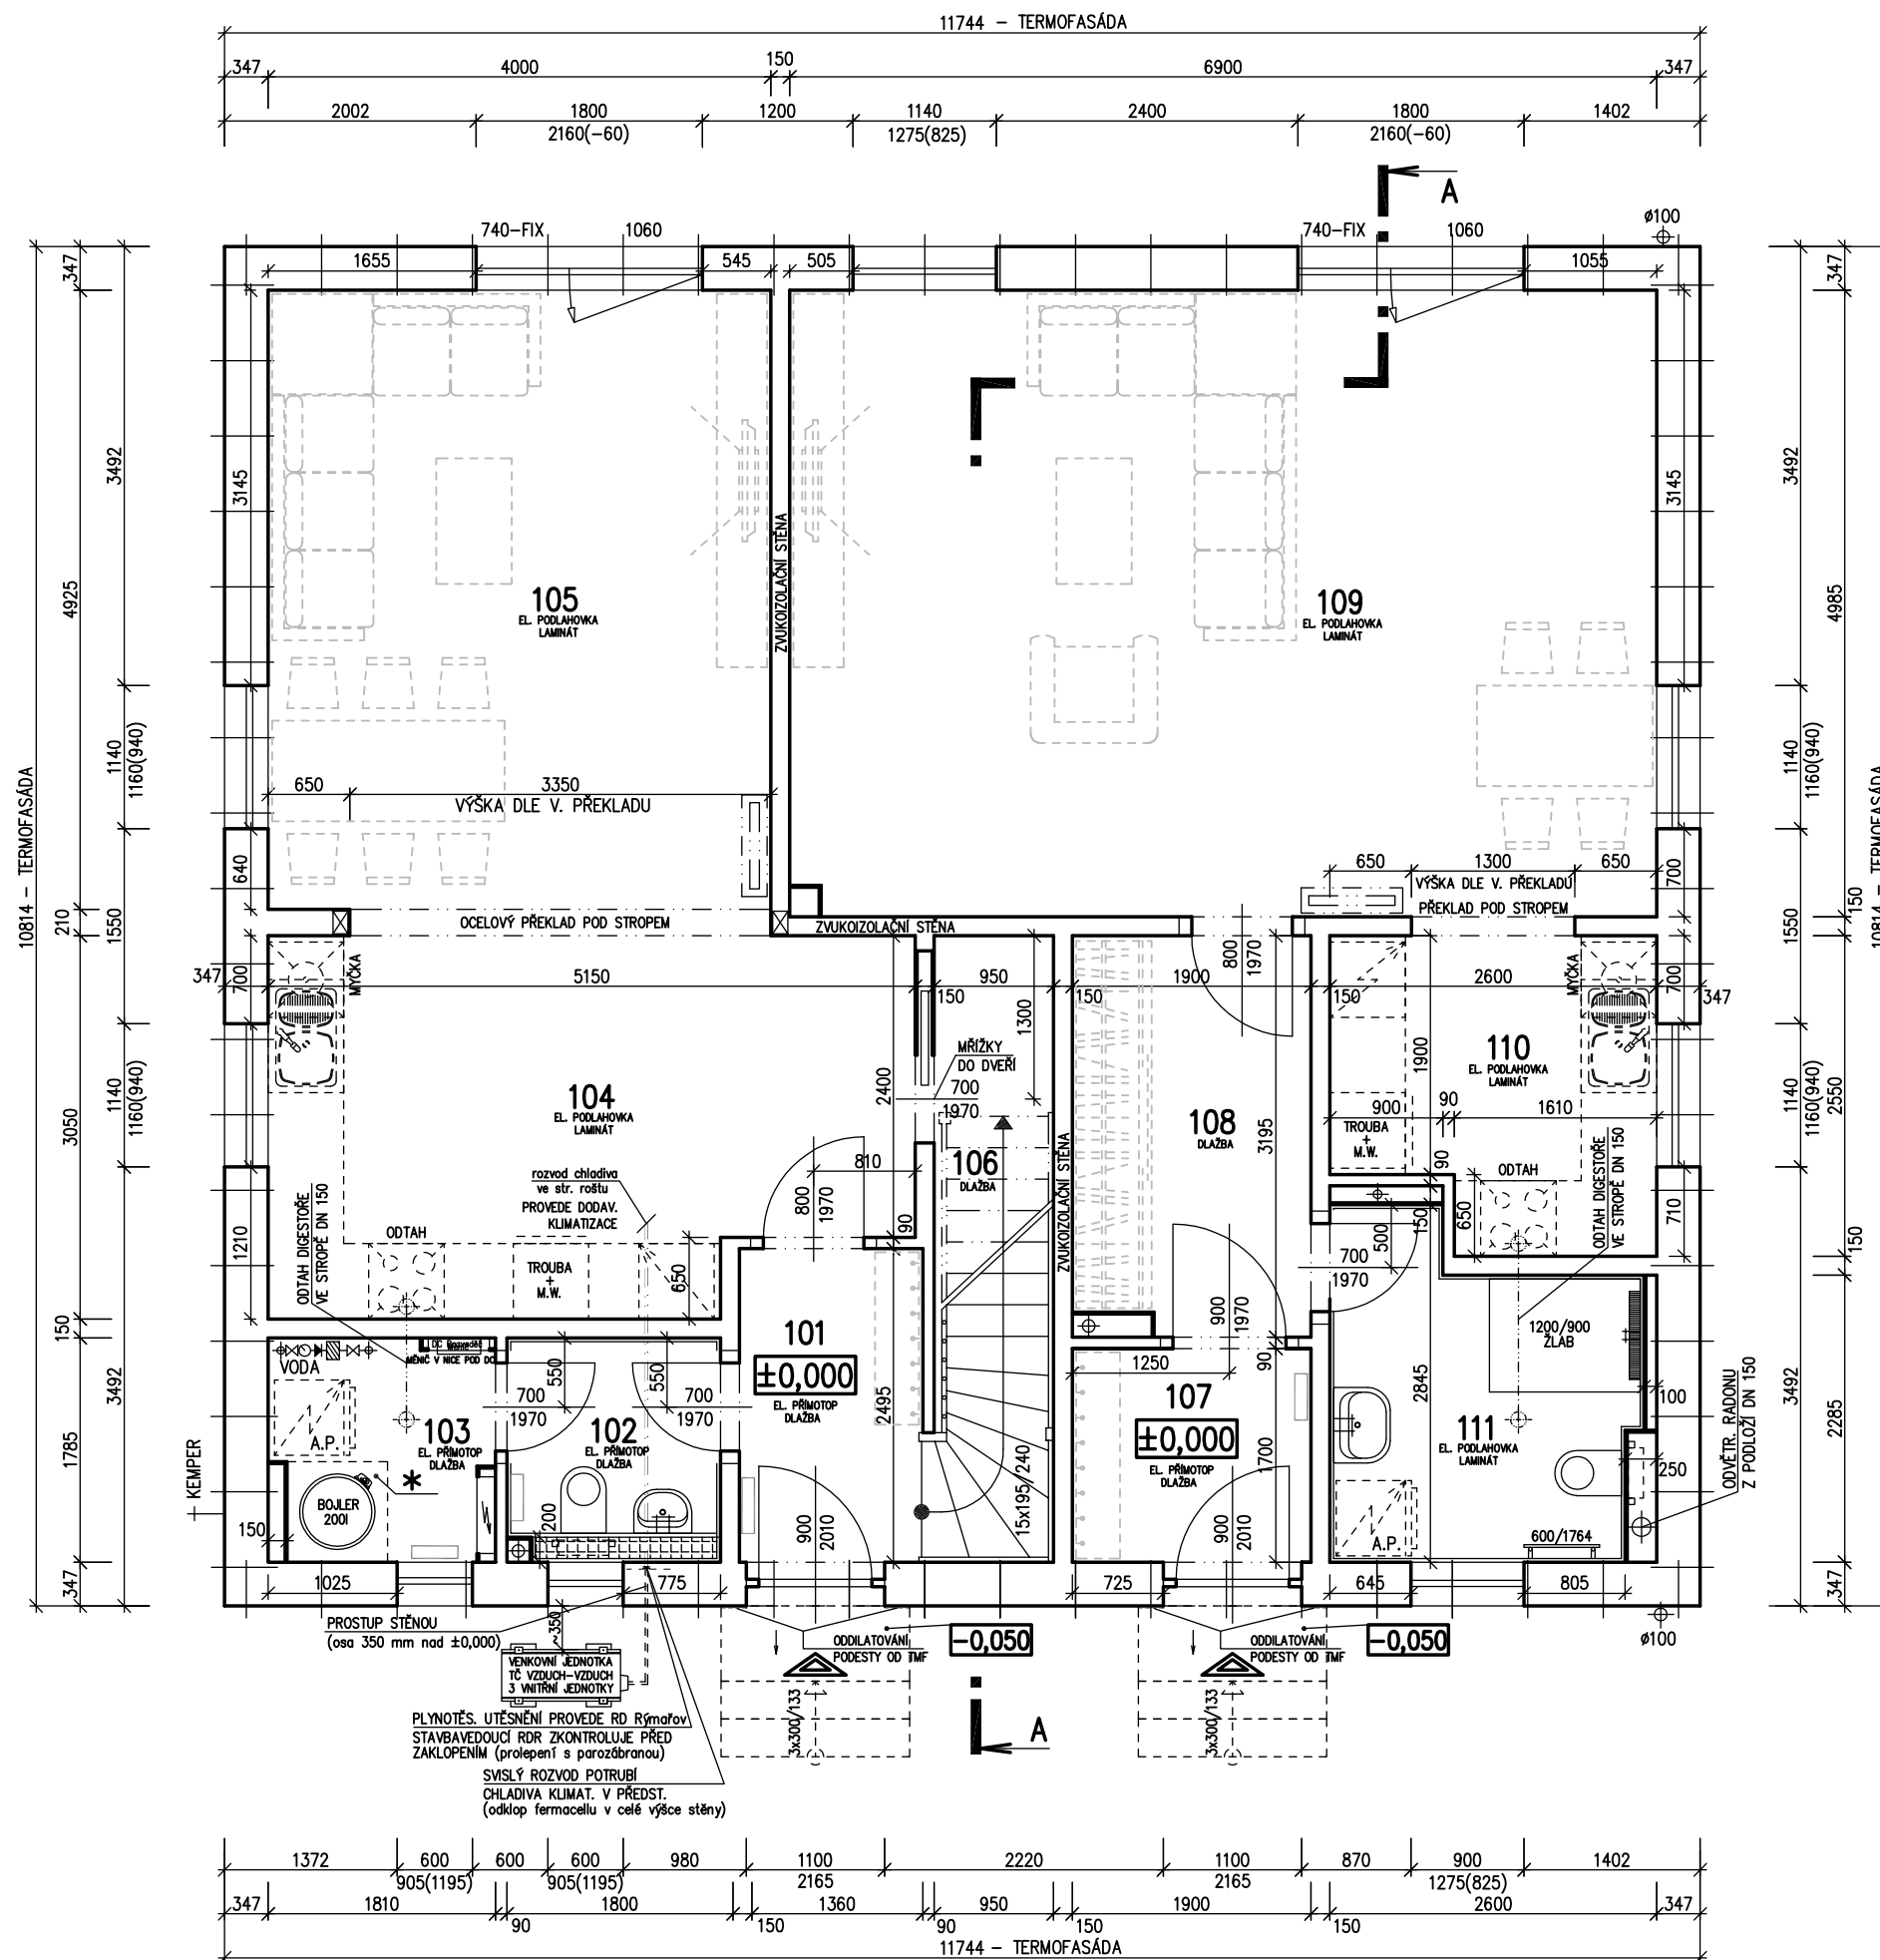 11744 – TERMOFASÁDA
347 4000 150 6900 347
2002 1800 1200 1140 2400 1800 1402
2160(–60) 1275(825) 2160(–60)
A
740–FIX 1060 740–FIX 1060 ø100
1655 545 505 1055
347 347
3492 3145 3145 3492
10814 – TERMOFASÁDA
4925
4985
ZVUKOIZOLAČNÍ STĚNA
105
EL. PODLAHOVKA
LAMINÁT
109
EL. PODLAHOVKA
LAMINÁT
1140
1160(940)
1140
1160(940)
650 3350
VÝŠKA DLE V. PŘEKLADU
640
650 1300 650
VÝŠKA DLE V. PŘEKLADU
PŘEKLAD POD STROPEM
700
210
1550
150
1550
10814 – TERMOFASÁDA
OCELOVÝ PŘEKLAD POD STROPEM
ZVUKOIZOLAČNÍ STĚNA
800
1970
347 700 MYČKA 5150 150 950 150 1900 150 2600 MYČKA 700 347
1300
MŘÍŽKY
DO DVEŘÍ
700
1970
2400
1900
104
EL. PODLAHOVKA
LAMINÁT
110
EL. PODLAHOVKA
LAMINÁT
3050
1140
1160(940)
1140
1160(940)
2550
108
DLAŽBA
3195
900 90 1610
TROUBA
+
M.W.
90
106
DLAŽBA
ZVUKOIZOLAČNÍ STĚNA
810
800
1970
90
rozvod chladiva
ve str. roštu
PROVEDE DODAV.
KLIMATIZACE
ODTAH DIGESTOŘE
VE STROPĚ DN 150
ODTAH
1210
TROUBA
+
M.W.
650
ODTAH
650
ODTAH DIGESTOŘE
VE STROPĚ DN 150
710
150
150
500
700
1970
900
1970
90
1250
150
3492
1785
VODA
DC Rozvaděč
MĚNIČ V NICE POD DC
550
550
700
1970
700
1970
101
±0,000
EL. PŘÍMOTOP
DLAŽBA
2495
1200/900
ŽLAB
2845
100
3492
2285
103
EL. PŘÍMOTOP
DLAŽBA
A.P.
102
EL. PŘÍMOTOP
DLAŽBA
107
±0,000
EL. PŘÍMOTOP
DLAŽBA
1700
111
EL. PODLAHOVKA
LAMINÁT
250
ODVĚTR. RADONU
Z PODLOŽÍ DN 150
KEMPER
*
BOJLER
200l
150
200
900
2010
15x195/240
900
2010
A.P.
600/1764
347
1025 775 725 645 805
347
PROSTUP STĚNOU
(osa 350 mm nad ±0,000)
~350
ODDILATOVÁNÍ
PODESTY OD TMF
–0,050
ODDILATOVÁNÍ
PODESTY OD TMF
–0,050
ø100
VENKOVNÍ JEDNOTKA
TČ VZDUCH–VZDUCH
3 VNITŘNÍ JEDNOTKY
3x300/133
3x300/133
A
PLYNOTĚS. UTĚSNĚNÍ PROVEDE RD Rýmařov
STAVBAVEDOUCÍ RDR ZKONTROLUJE PŘED
ZAKLOPENÍM (prolepení s parozábranou)
SVISLÝ ROZVOD POTRUBÍ
CHLADIVA KLIMAT. V PŘEDST.
(odklop fermacellu v celé výšce stěny)
1372 600 600 600 980 1100 2220 1100 870 900 1402
905(1195) 905(1195) 2165 2165 1275(825)
347 1810 1800 1360 950 1900 2600 347
90 150 90 150 150
11744 – TERMOFASÁDA